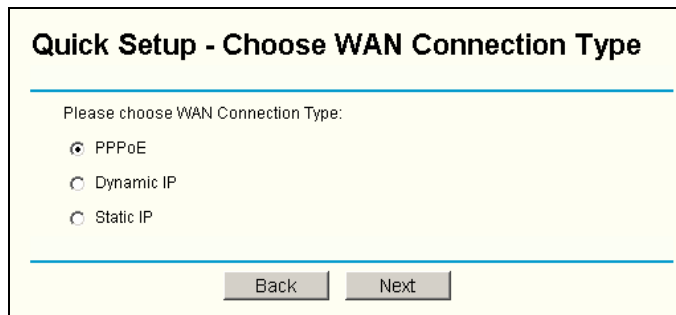 Quick Setup - Choose WAN Connection Type
Please choose WAN Connection Type:
PPPoE
Dynamic IP
Static IP
Back Next